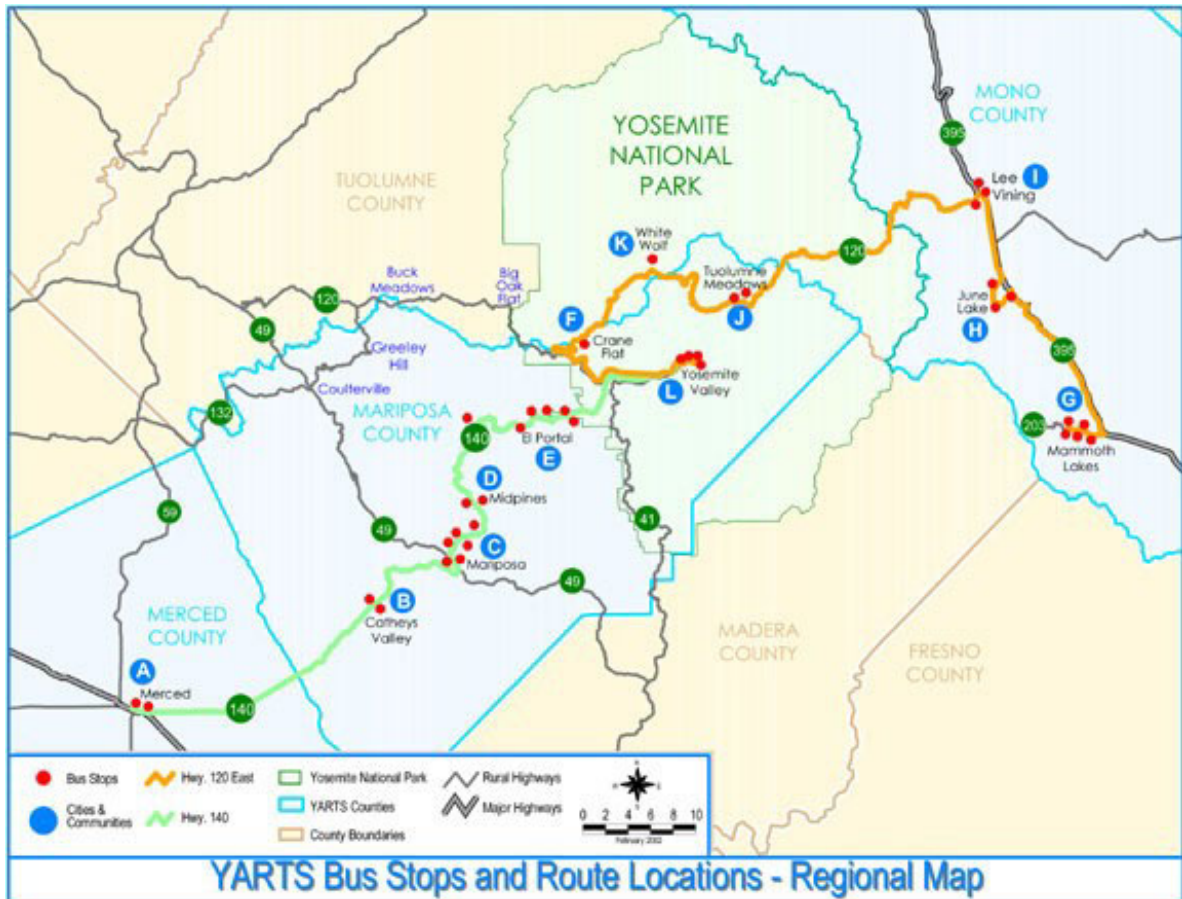 MONO
COUNTY
395
YOSEMITE
NATIONAL
PARK
TUOLUMNE
COUNTY
Lee
Vining
I
K
White
Wolf
120
Tuolumne
Meadows
J
Buck
Meadows
Big
Oak
Flat
120
49
F
Crane
Flat
June
Lake
H
395
Greeley
Hill
Coulterville
Yosemite
Valley
L
132
MARIPOSA
COUNTY
140
El Portal
E
G
203
Mammoth
Lakes
D
Midpines
59
49
41
C
Mariposa
49
B
Catheys
Valley
MERCED
COUNTY
MADERA
COUNTY
FRESNO
COUNTY
A
Merced
140
Bus Stops
Cities &
Communities
Hwy. 120 East
Hwy. 140
Yosemite National Park
YARTS Counties
County Boundaries
Rural Highways
Major Highways
0 2 4 6 8 10
February 2002
YARTS Bus Stops and Route Locations - Regional Map